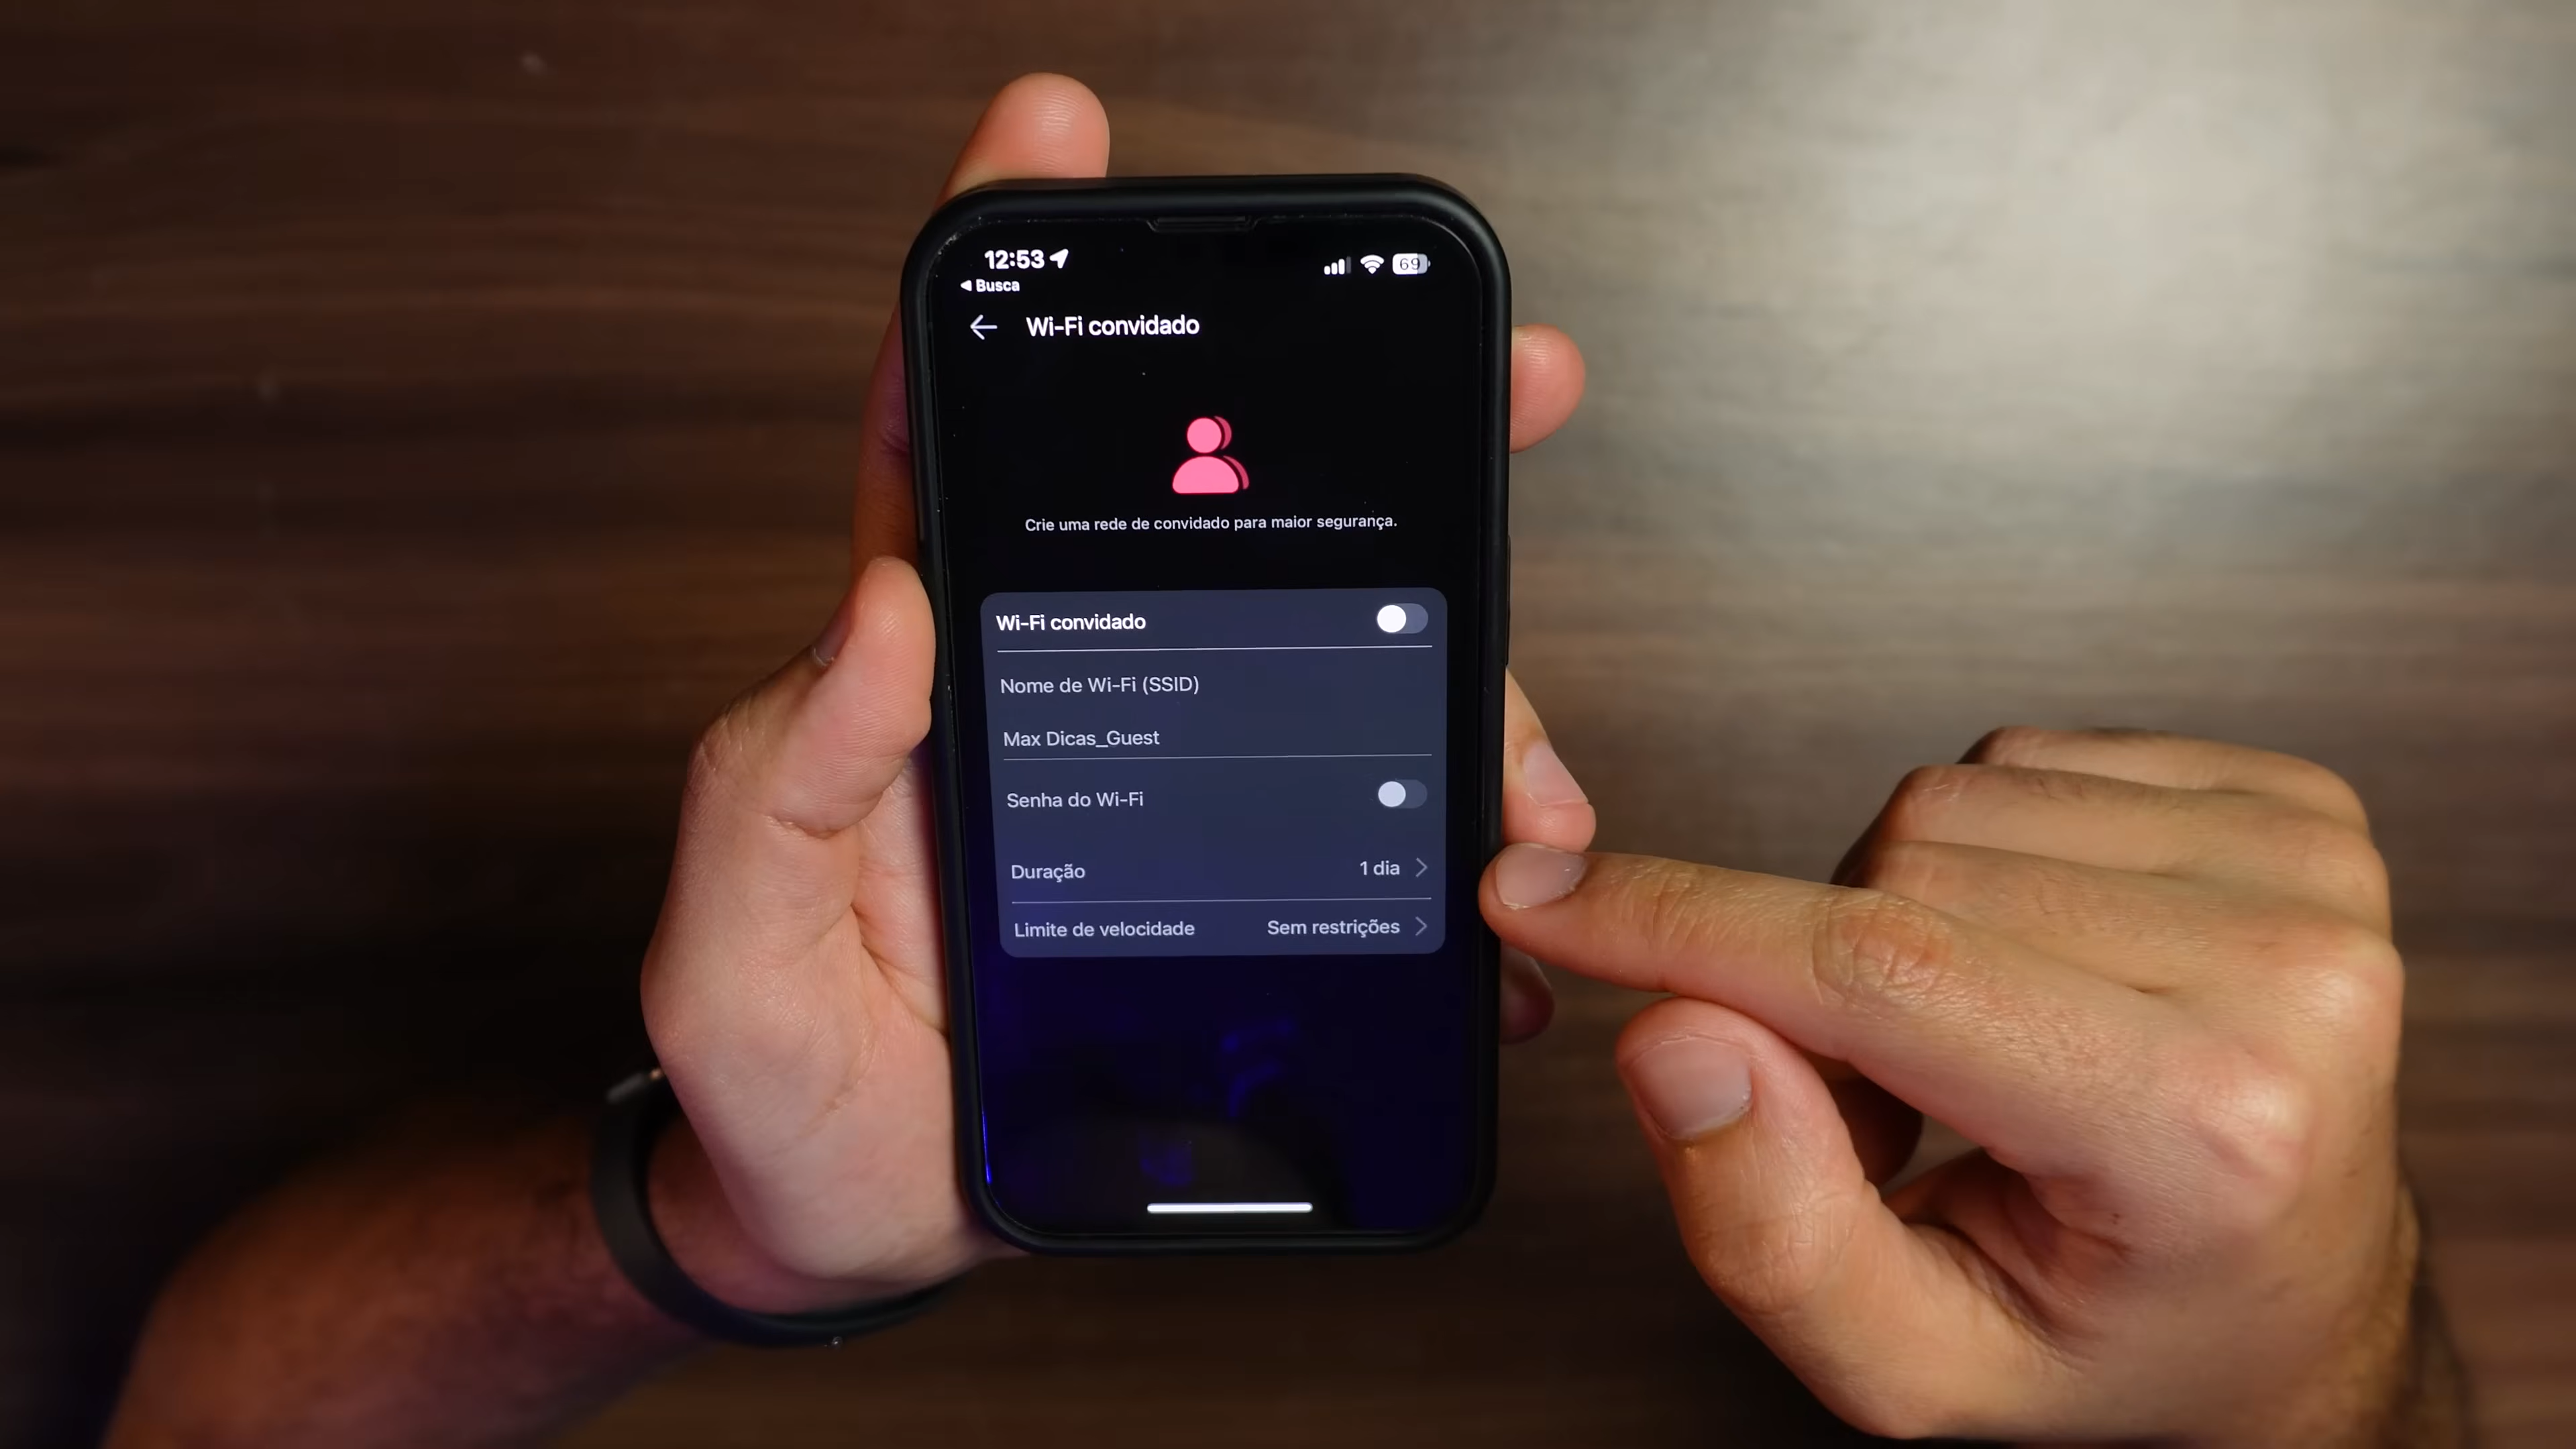 12:53
69
Busca
Wi-Fi convidado
Crie uma rede de convidado para maior segurança.
Wi-Fi convidado
Nome de Wi-Fi (SSID)
Max Dicas_Guest
Senha do Wi-Fi
Duração 1 dia
Limite de velocidade Sem restrições